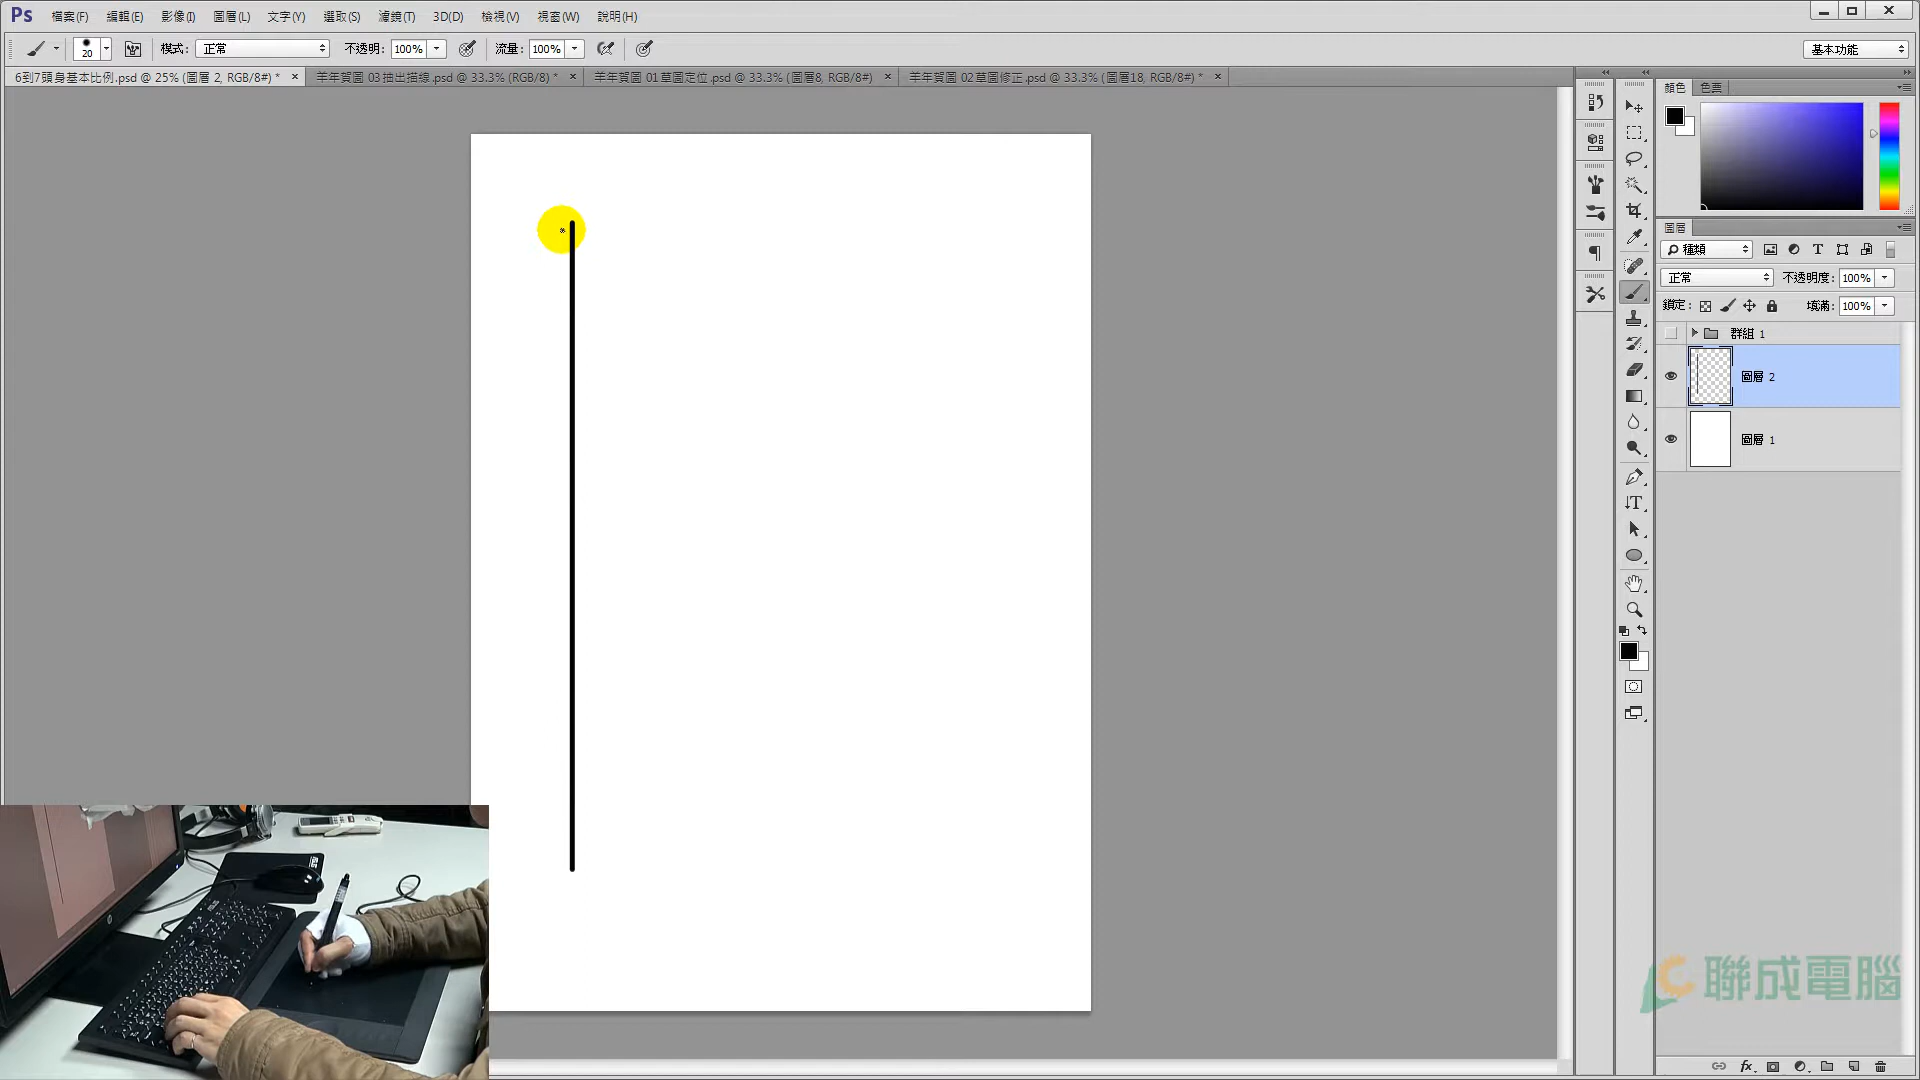 Ps 檔案(F) 編輯(E) 影像(I) 圖層(L) 文字(Y) 選取(S) 濾鏡(T) 3D(D) 檢視(V) 視窗(W) 說明(H)
20 模式: 正常 不透明: 100% 流量: 100% 基本功能
6到7頭身基本比例.psd @ 25% (圖層 2, RGB/8#) * × 羊年賀圖 03抽出描線.psd @ 33.3% (RGB/8) * × 羊年賀圖 01草圖定位.psd @ 33.3% (圖層8, RGB/8#) × 羊年賀圖 02草圖修正.psd @ 33.3% (圖層18, RGB/8#) * ×
顏色 色票
圖層
種類
正常 不透明度: 100%
鎖定: 填滿: 100%
群組 1
圖層 2
圖層 1
聯成電腦
fx